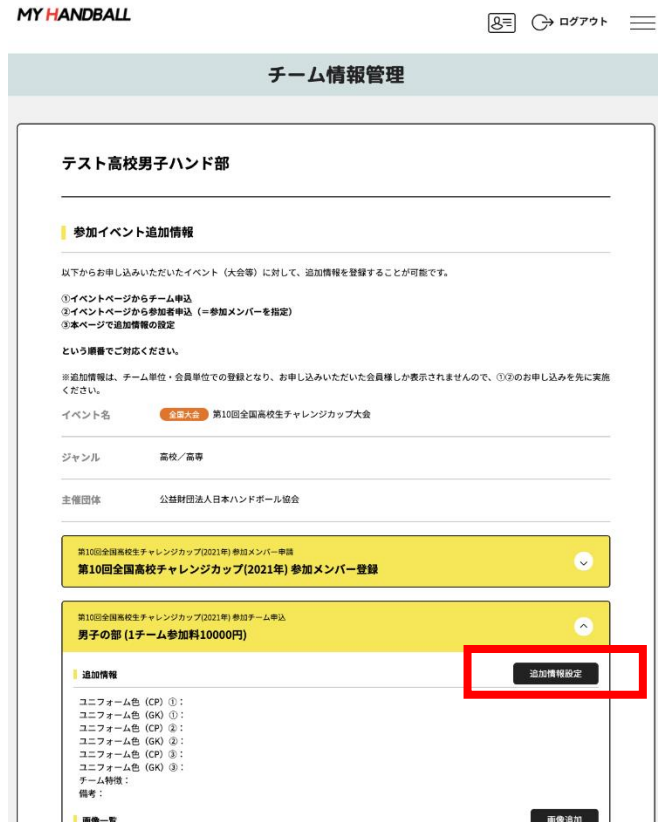 MY HANDBALL
ログアウト
チーム情報管理
テスト高校男子ハンド部
参加イベント追加情報
以下からお申し込みいただいたイベント（大会等）に対して、追加情報を登録することが可能です。
①イベントページからチーム申込
②イベントページから参加者申込（＝参加メンバーを指定）
③本ページで追加情報の設定
という順番でご対応ください。
※追加情報は、チーム単位・会員単位での登録となり、お申し込みいただいた会員様しか表示されませんので、①②のお申し込みを先に実施
ください。
イベント名 全国大会 第10回全国高校生チャレンジカップ大会
ジャンル 高校／高専
主催団体 公益財団法人日本ハンドボール協会
第10回全国高校生チャレンジカップ(2021年) 参加メンバー申請
第10回全国高校チャレンジカップ(2021年) 参加メンバー登録
第10回全国高校生チャレンジカップ(2021年) 参加チーム申込
男子の部 (1チーム参加料10000円)
追加情報 追加情報設定
ユニフォーム色（CP）①：
ユニフォーム色（GK）①：
ユニフォーム色（CP）②：
ユニフォーム色（GK）②：
ユニフォーム色（CP）③：
ユニフォーム色（GK）③：
チーム特徴：
備考：
画像一覧 画像追加